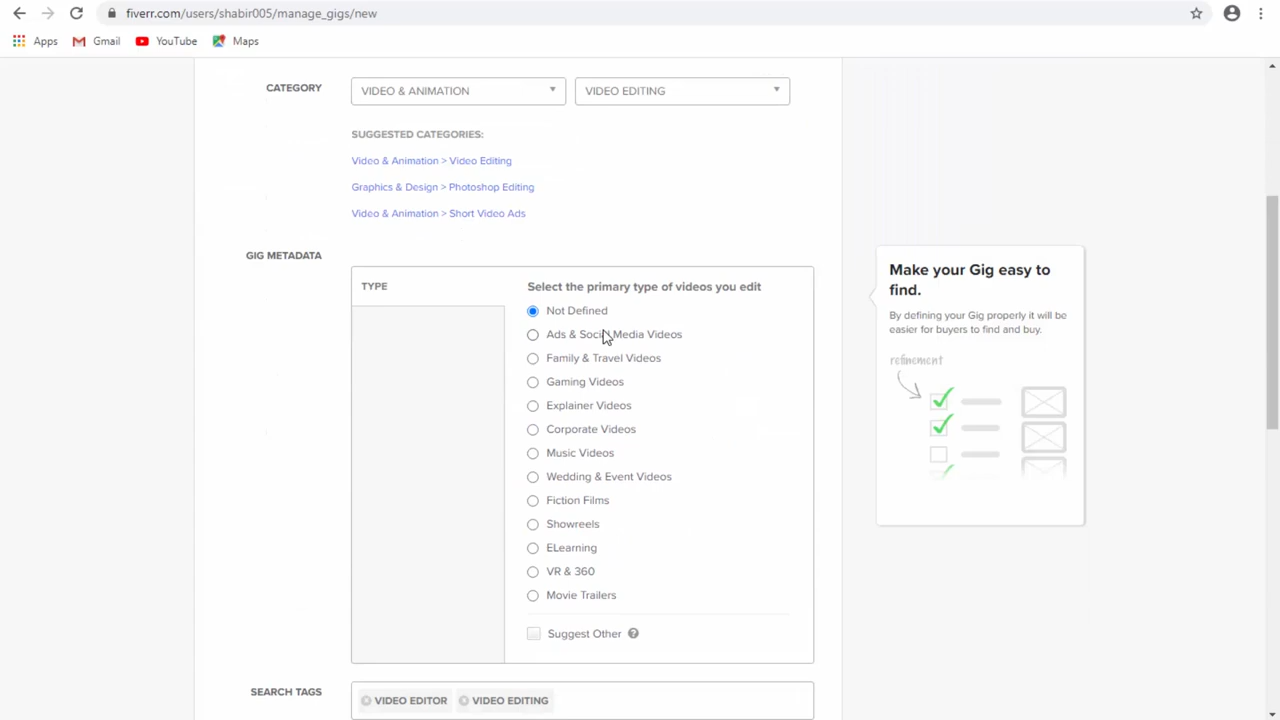 fiverr.com/users/shabir005/manage_gigs/new
Apps Gmail YouTube Maps
CATEGORY VIDEO & ANIMATION VIDEO EDITING
SUGGESTED CATEGORIES:
Video & Animation > Video Editing
Graphics & Design > Photoshop Editing
Video & Animation > Short Video Ads
GIG METADATA
TYPE
Select the primary type of videos you edit
Not Defined
Ads & Social Media Videos
Family & Travel Videos
Gaming Videos
Explainer Videos
Corporate Videos
Music Videos
Wedding & Event Videos
Fiction Films
Showreels
ELearning
VR & 360
Movie Trailers
Suggest Other ?
SEARCH TAGS VIDEO EDITOR VIDEO EDITING
Make your Gig easy to
find.
By defining your Gig properly it will be
easier for buyers to find and buy.
refinement